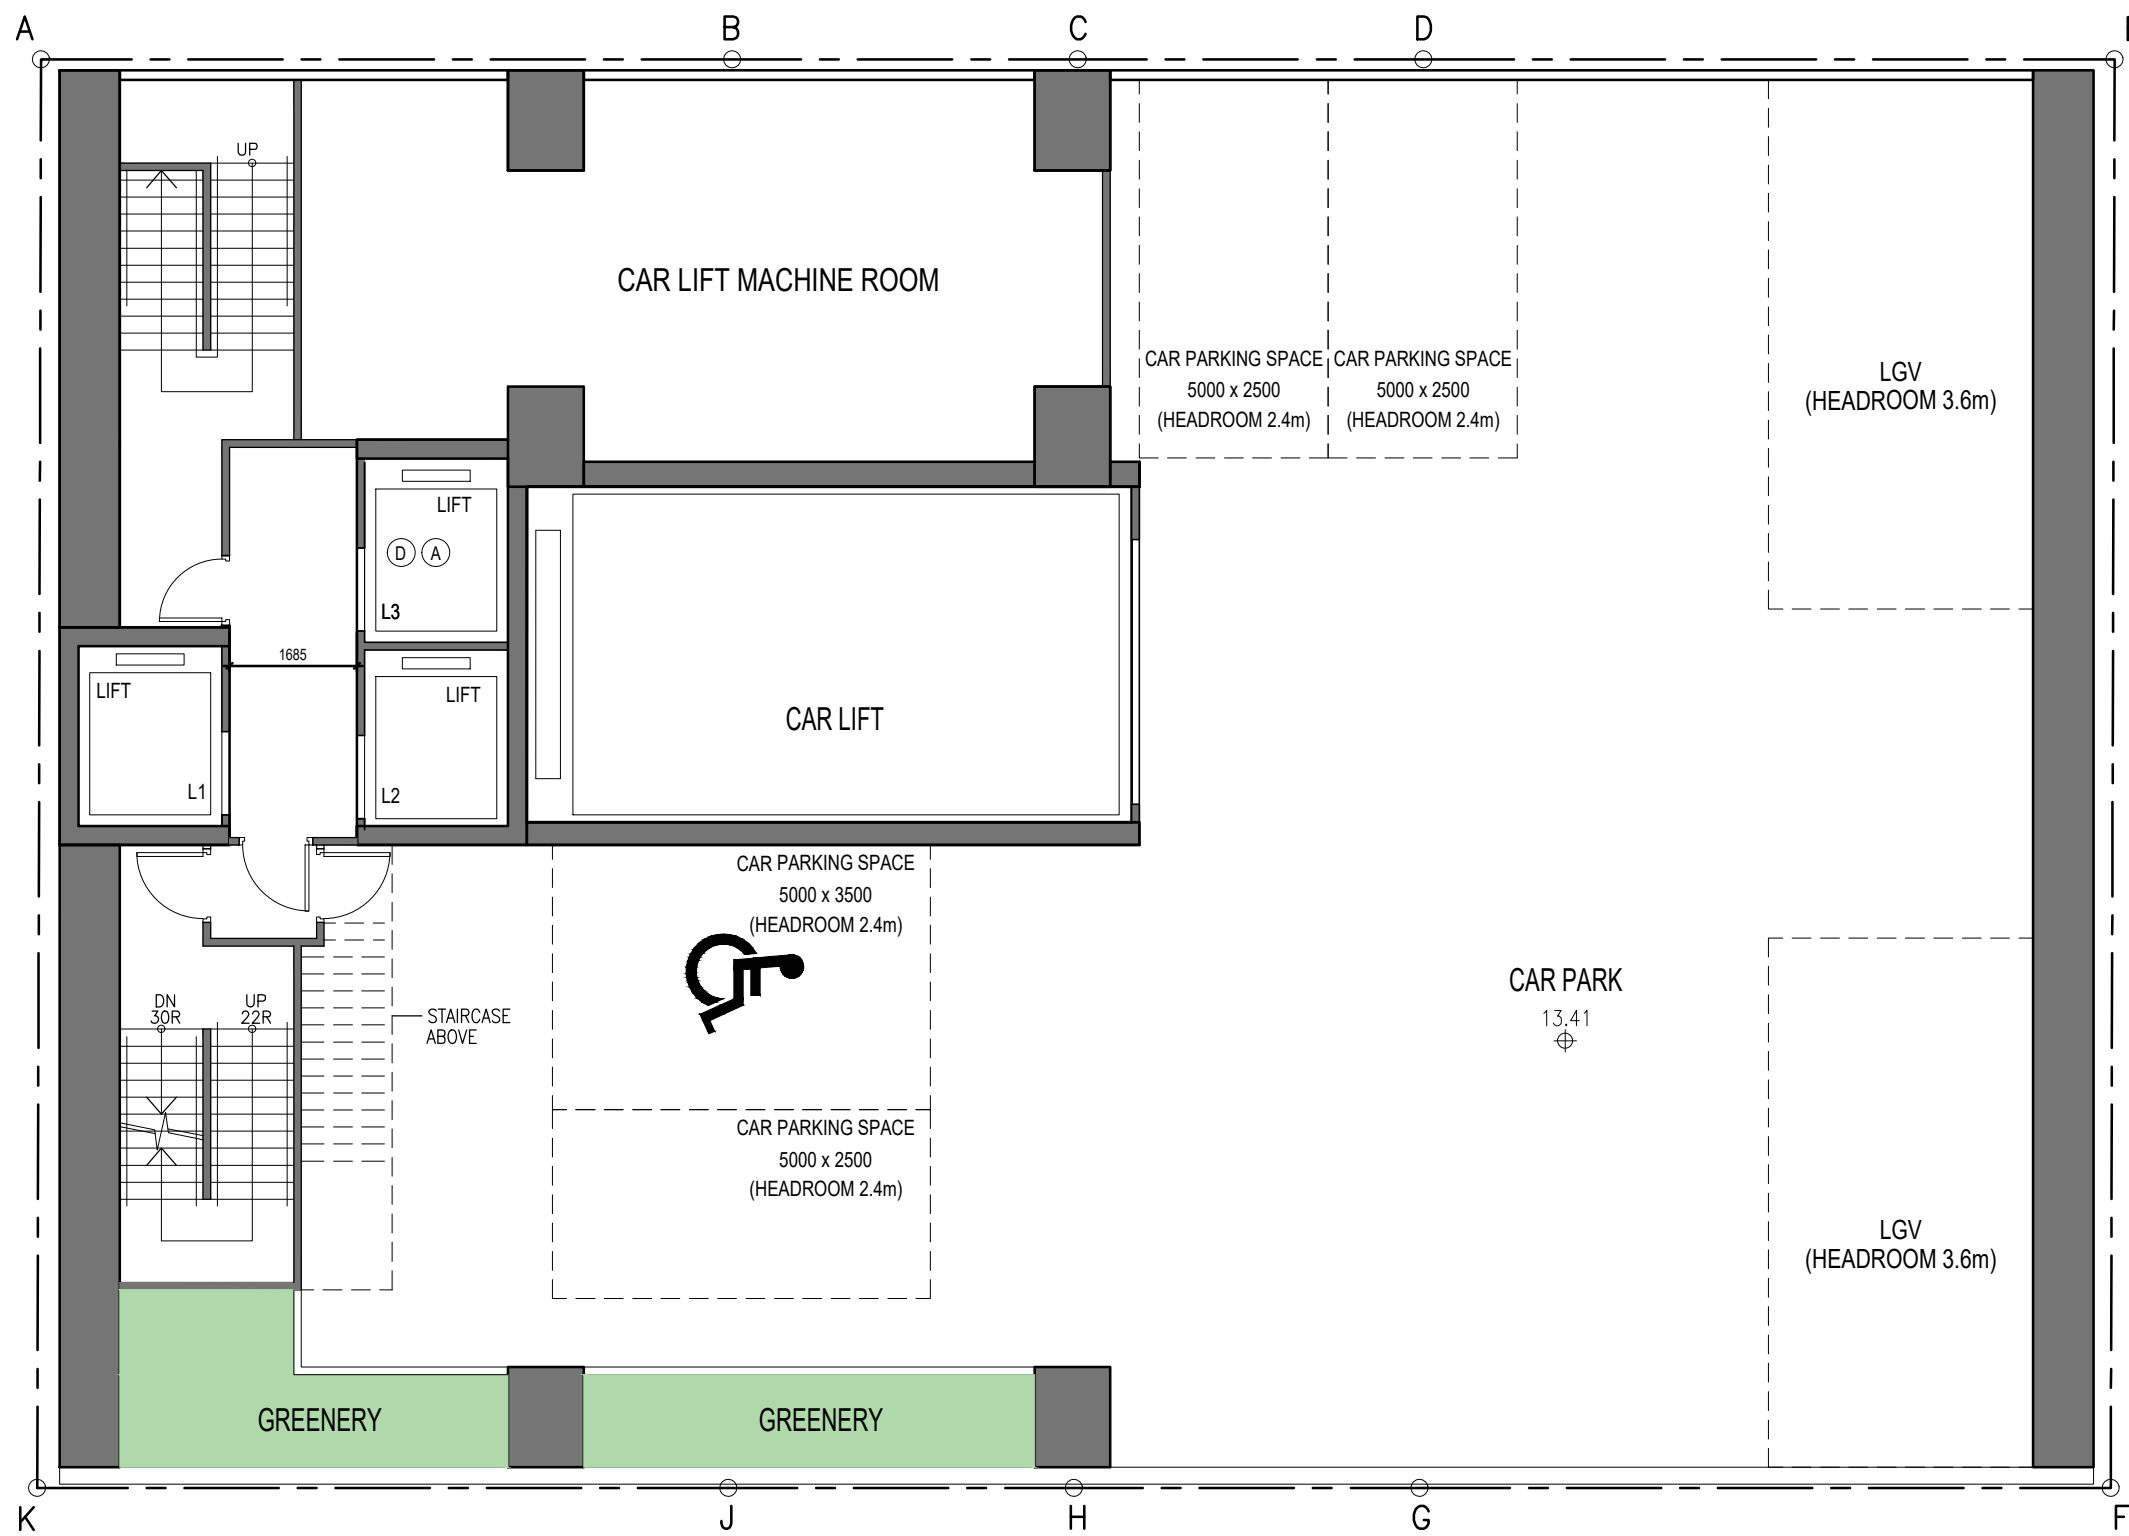 A
B
C
D
UP
CAR LIFT MACHINE ROOM
CAR PARKING SPACE
5000 x 2500
(HEADROOM 2.4m)
CAR PARKING SPACE
5000 x 2500
(HEADROOM 2.4m)
LGV
(HEADROOM 3.6m)
LIFT
D A
L3
1685
LIFT
L1
LIFT
L2
CAR LIFT
CAR PARKING SPACE
5000 x 3500
(HEADROOM 2.4m)
CAR PARK
13.41
DN
30R
UP
22R
STAIRCASE
ABOVE
CAR PARKING SPACE
5000 x 2500
(HEADROOM 2.4m)
LGV
(HEADROOM 3.6m)
GREENERY
GREENERY
K
J
H
G
F